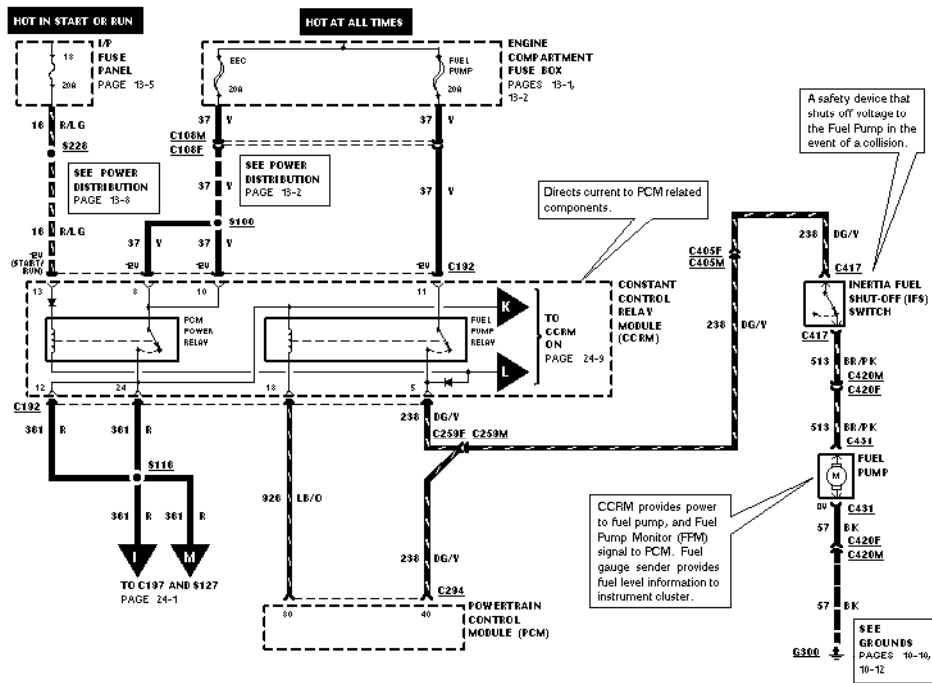 HOT IN START OR RUN
HOT AT ALL TIMES
18
20A
I/P
FUSE
PANEL
PAGE 13-5
EEC
20A
FUEL
PUMP
20A
ENGINE
COMPARTMENT
FUSE BOX
PAGES 13-1,
13-2
A safety device that
shuts off voltage to
the Fuel Pump in the
event of a collision.
16 R/LG
S228
37 Y
C108M
C108F
37 Y
SEE POWER
DISTRIBUTION
PAGE 13-8
SEE POWER
DISTRIBUTION
PAGE 13-2
37 Y
37 Y
S100
Directs current to PCM related
components.
16 R/LG
37 Y
37 Y
12V
(START/
RUN)
12V
12V
12V
C192
C405F
C405M
238 DG/Y
C417
13
8
10
11
CONSTANT
CONTROL
RELAY
MODULE
(CCRM)
INERTIA FUEL
SHUT-OFF (IFS)
SWITCH
PCM
POWER
RELAY
FUEL
PUMP
RELAY
K
L
TO
CCRM
ON
PAGE 24-9
238 DG/Y
C417
513 BR/PK
C420M
C420F
12
24
18
5
C192
361 R
361 R
238 DG/Y
C259F C259M
513 BR/PK
C431
S116
FUEL
PUMP
M
926 LB/O
361 R
361 R
CCRM provides power
to fuel pump, and Fuel
Pump Monitor (FPM)
signal to PCM. Fuel
gauge sender provides
fuel level information to
instrument cluster.
0V
C431
57 BK
C420F
C420M
I
M
238 DG/Y
TO C197 AND S127
PAGE 24-1
C294
80
40
POWERTRAIN
CONTROL
MODULE (PCM)
57 BK
G300
SEE
GROUNDS
PAGES 10-10,
10-12